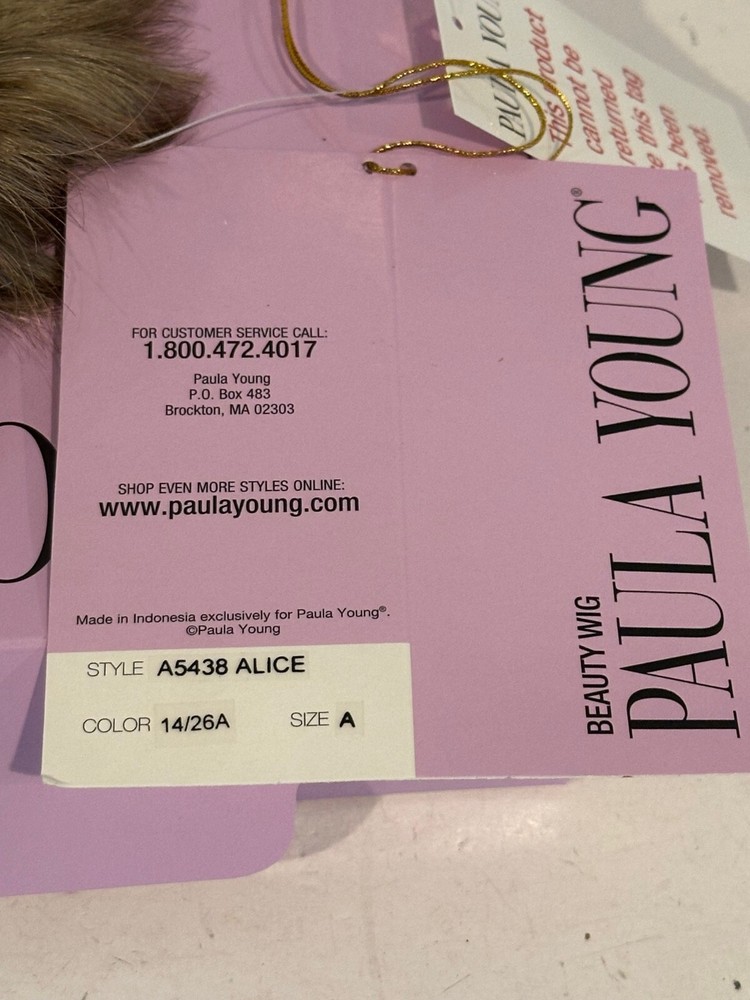 PAULA YOU
This product
cannot be
returned
this tag
been
removed.
FOR CUSTOMER SERVICE CALL:
1.800.472.4017
Paula Young
P.O. Box 483
Brockton, MA 02303
SHOP EVEN MORE STYLES ONLINE:
www.paulayoung.com
Made in Indonesia exclusively for Paula Young®.
©Paula Young
STYLE A5438 ALICE
COLOR 14/26A SIZE A
BEAUTY WIG
PAULA YOUNG®
O